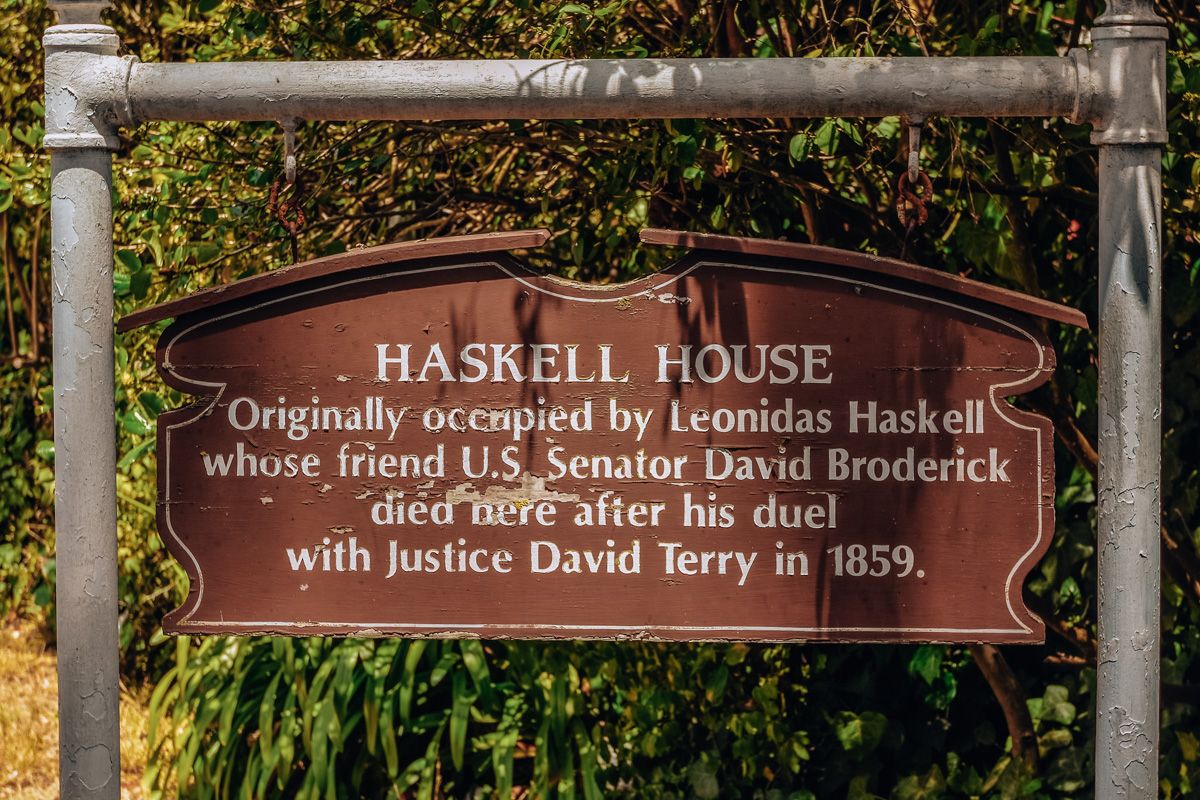 HASKELL HOUSE
Originally occupied by Leonidas Haskell
whose friend U.S. Senator David Broderick
died here after his duel
with Justice David Terry in 1859.